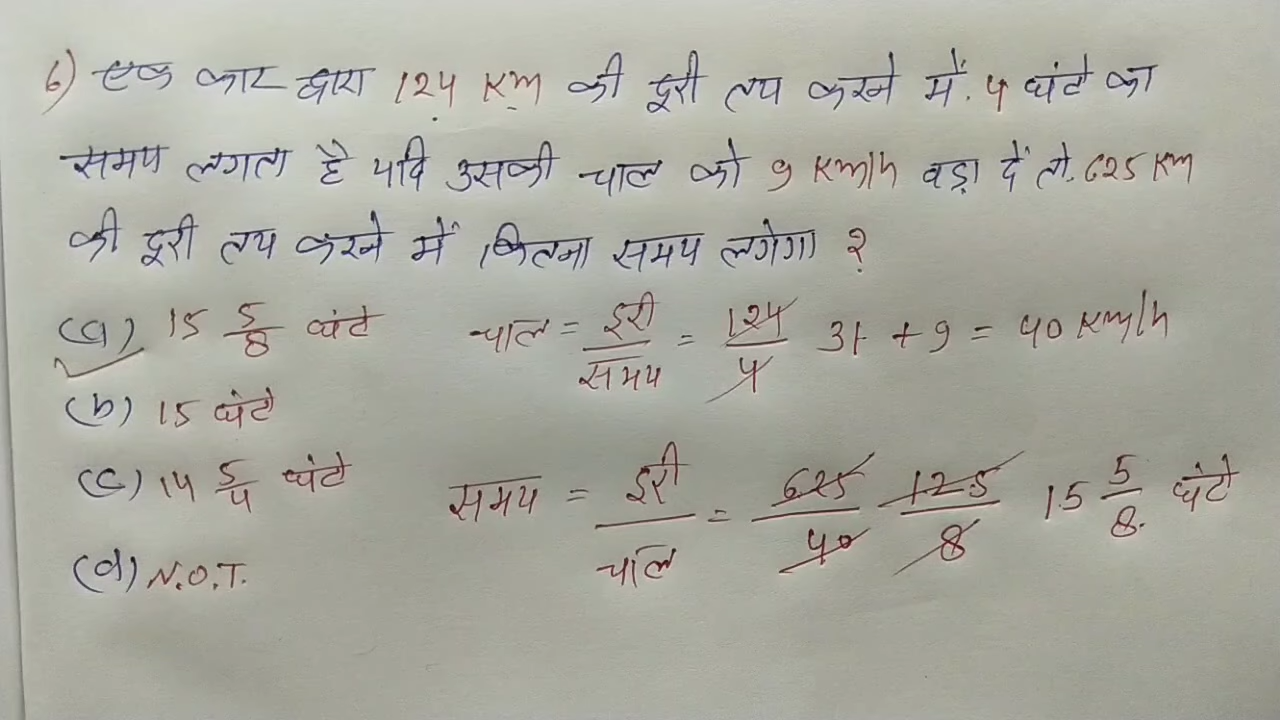 6) एक कार द्वारा 124 Km की दूरी तय करने में. 4 घंटे का
समय लगता है यदि उसकी चाल को 9 Km/h बड़ा दें तो. 625 Km
की दूरी तय करने में कितना समय लगेगा ?
(a) 15 5/8 घंटे
चाल = दूरी/समय = 124/4 31 + 9 = 40 Km/h
(b) 15 घंटे
(c) 14 5/4 घंटे
समय = दूरी/चाल = 625/40 125/8 15 5/8 घंटे
(d) N.O.T.